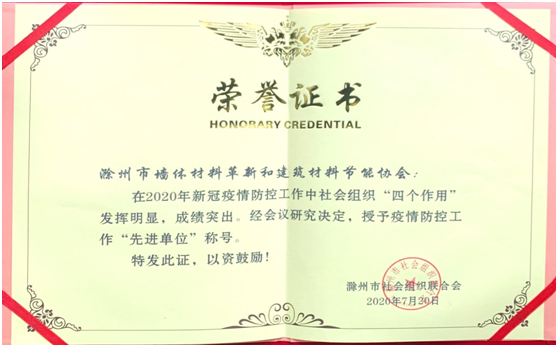 荣誉证书
HONORARY CREDENTIAL
滁州市墙体材料革新和建筑材料节能协会：
在2020年新冠疫情防控工作中社会组织“四个作用”
发挥明显，成绩突出。经会议研究决定，授予疫情防控工
作“先进单位”称号。
特发此证，以资鼓励！
滁州市社会组织联合会
2020年7月20日